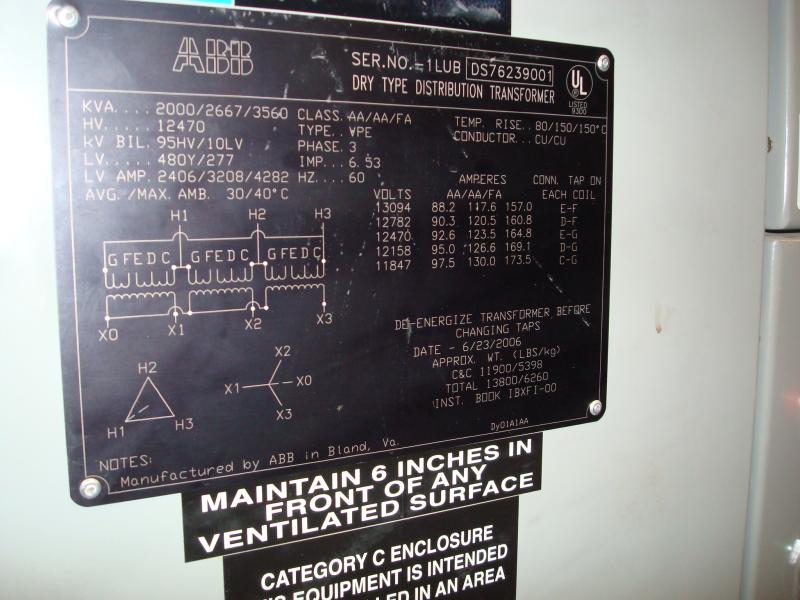 ABB
SER.NO. 1LUB DS76239001
DRY TYPE DISTRIBUTION TRANSFORMER
UL
LISTED
9300
KVA.... 2000/2667/3560
HV..... 12470
kV BIL. 95HV/10LV
LV..... 480Y/277
LV AMP. 2406/3208/4282
AVG./MAX. AMB. 30/40°C
CLASS. AA/AA/FA
TYPE.. VPE
PHASE. 3
IMP... 6.53
HZ.... 60
TEMP. RISE.. 80/150/150°C
CONDUCTOR... CU/CU
AMPERES CONN. TAP ON
VOLTS AA/AA/FA EACH COIL
13094 88.2 117.6 157.0 E-F
12782 90.3 120.5 160.8 D-F
12470 92.6 123.5 164.8 E-G
12158 95.0 126.6 169.1 D-G
11847 97.5 130.0 173.5 C-G
H1 H2 H3
G F E D C G F E D C G F E D C
X0 X1 X2 X3
H2
H1 H3
X2
X1 X0
X3
DE-ENERGIZE TRANSFORMER BEFORE
CHANGING TAPS
DATE - 6/23/2006
APPROX. WT. (LBS/kg)
C&C 11900/5398
TOTAL 13800/6260
INST. BOOK IBXFI-00
Dy01A1AA
NOTES:
Manufactured by ABB in Bland, Va.
MAINTAIN 6 INCHES IN
FRONT OF ANY
VENTILATED SURFACE
CATEGORY C ENCLOSURE
EQUIPMENT IS INTENDED
IN AN AREA